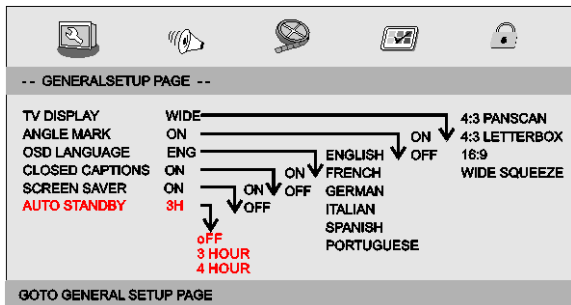 -- GENERALSETUP PAGE --
TV DISPLAY WIDE 4:3 PANSCAN
ANGLE MARK ON ON 4:3 LETTERBOX
OSD LANGUAGE ENG ENGLISH OFF 16:9
CLOSED CAPTIONS ON ON FRENCH WIDE SQUEEZE
SCREEN SAVER ON ON OFF GERMAN
AUTO STANDBY 3H OFF ITALIAN
SPANISH
oFF PORTUGUESE
3 HOUR
4 HOUR
GOTO GENERAL SETUP PAGE